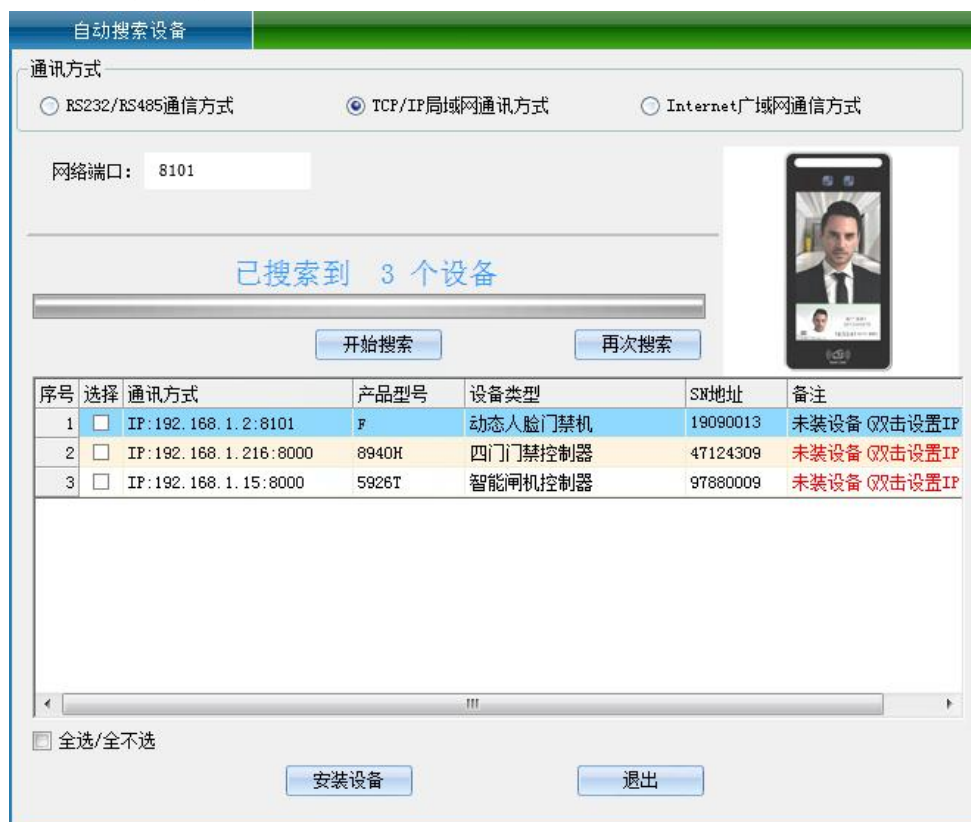 自动搜索设备
通讯方式
RS232/RS485通信方式 TCP/IP局域网通讯方式 Internet广域网通信方式
网络端口: 8101
已搜索到 3 个设备
开始搜索 再次搜索
序号 选择 通讯方式 产品型号 设备类型 SN地址 备注
1 IP:192.168.1.2:8101 F 动态人脸门禁机 19090013 未装设备(双击设置IP
2 IP:192.168.1.216:8000 8940H 四门门禁控制器 47124309 未装设备(双击设置IP
3 IP:192.168.1.15:8000 5926T 智能闸机控制器 97880009 未装设备(双击设置IP
全选/全不选
安装设备 退出